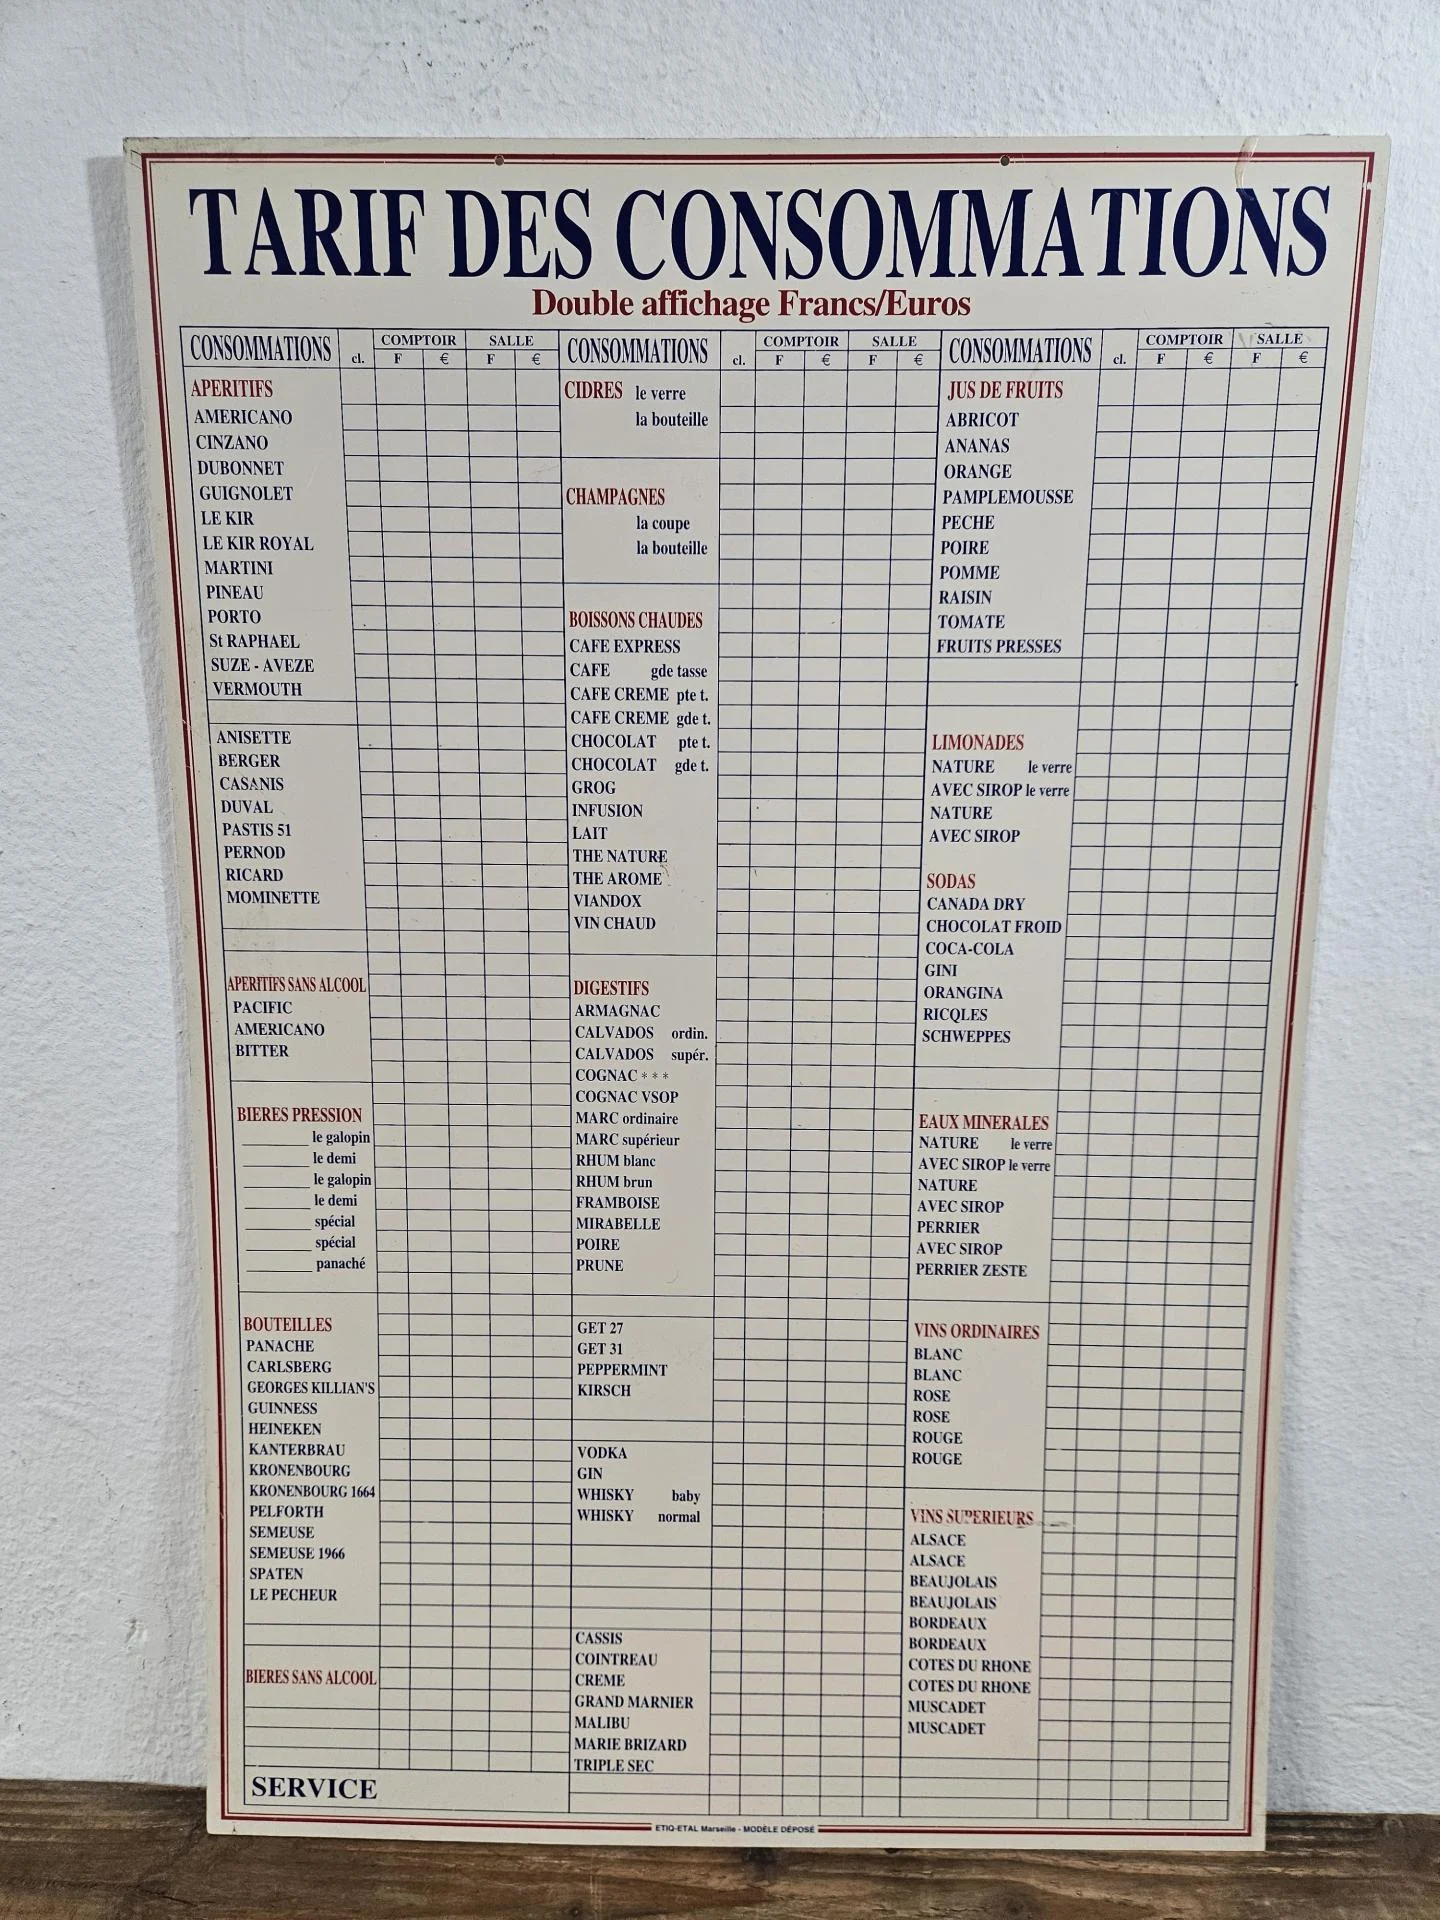 TARIF DES CONSOMMATIONS
Double affichage Francs/Euros
CONSOMMATIONS cl. COMPTOIR F € SALLE F €
APERITIFS
AMERICANO
CINZANO
DUBONNET
GUIGNOLET
LE KIR
LE KIR ROYAL
MARTINI
PINEAU
PORTO
St RAPHAEL
SUZE - AVEZE
VERMOUTH
ANISETTE
BERGER
CASANIS
DUVAL
PASTIS 51
PERNOD
RICARD
MOMINETTE
APERITIFS SANS ALCOOL
PACIFIC
AMERICANO
BITTER
BIERES PRESSION
le galopin
le demi
le galopin
le demi
spécial
spécial
panaché
BOUTEILLES
PANACHE
CARLSBERG
GEORGES KILLIAN'S
GUINNESS
HEINEKEN
KANTERBRAU
KRONENBOURG
KRONENBOURG 1664
PELFORTH
SEMEUSE
SEMEUSE 1966
SPATEN
LE PECHEUR
BIERES SANS ALCOOL
SERVICE
CONSOMMATIONS cl. COMPTOIR F € SALLE F €
CIDRES le verre
la bouteille
CHAMPAGNES
la coupe
la bouteille
BOISSONS CHAUDES
CAFE EXPRESS
CAFE gde tasse
CAFE CREME pte t.
CAFE CREME gde t.
CHOCOLAT pte t.
CHOCOLAT gde t.
GROG
INFUSION
LAIT
THE NATURE
THE AROME
VIANDOX
VIN CHAUD
DIGESTIFS
ARMAGNAC
CALVADOS ordin.
CALVADOS supér.
COGNAC * * *
COGNAC VSOP
MARC ordinaire
MARC supérieur
RHUM blanc
RHUM brun
FRAMBOISE
MIRABELLE
POIRE
PRUNE
GET 27
GET 31
PEPPERMINT
KIRSCH
VODKA
GIN
WHISKY baby
WHISKY normal
CASSIS
COINTREAU
CREME
GRAND MARNIER
MALIBU
MARIE BRIZARD
TRIPLE SEC
CONSOMMATIONS cl. COMPTOIR F € SALLE F €
JUS DE FRUITS
ABRICOT
ANANAS
ORANGE
PAMPLEMOUSSE
PECHE
POIRE
POMME
RAISIN
TOMATE
FRUITS PRESSES
LIMONADES
NATURE le verre
AVEC SIROP le verre
NATURE
AVEC SIROP
SODAS
CANADA DRY
CHOCOLAT FROID
COCA-COLA
GINI
ORANGINA
RICQLES
SCHWEPPES
EAUX MINERALES
NATURE le verre
AVEC SIROP le verre
NATURE
AVEC SIROP
PERRIER
AVEC SIROP
PERRIER ZESTE
VINS ORDINAIRES
BLANC
BLANC
ROSE
ROSE
ROUGE
ROUGE
VINS SUPERIEURS
ALSACE
ALSACE
BEAUJOLAIS
BEAUJOLAIS
BORDEAUX
BORDEAUX
COTES DU RHONE
COTES DU RHONE
MUSCADET
MUSCADET
ETIQ-ETAL Marseille - MODÈLE DÉPOSÉ